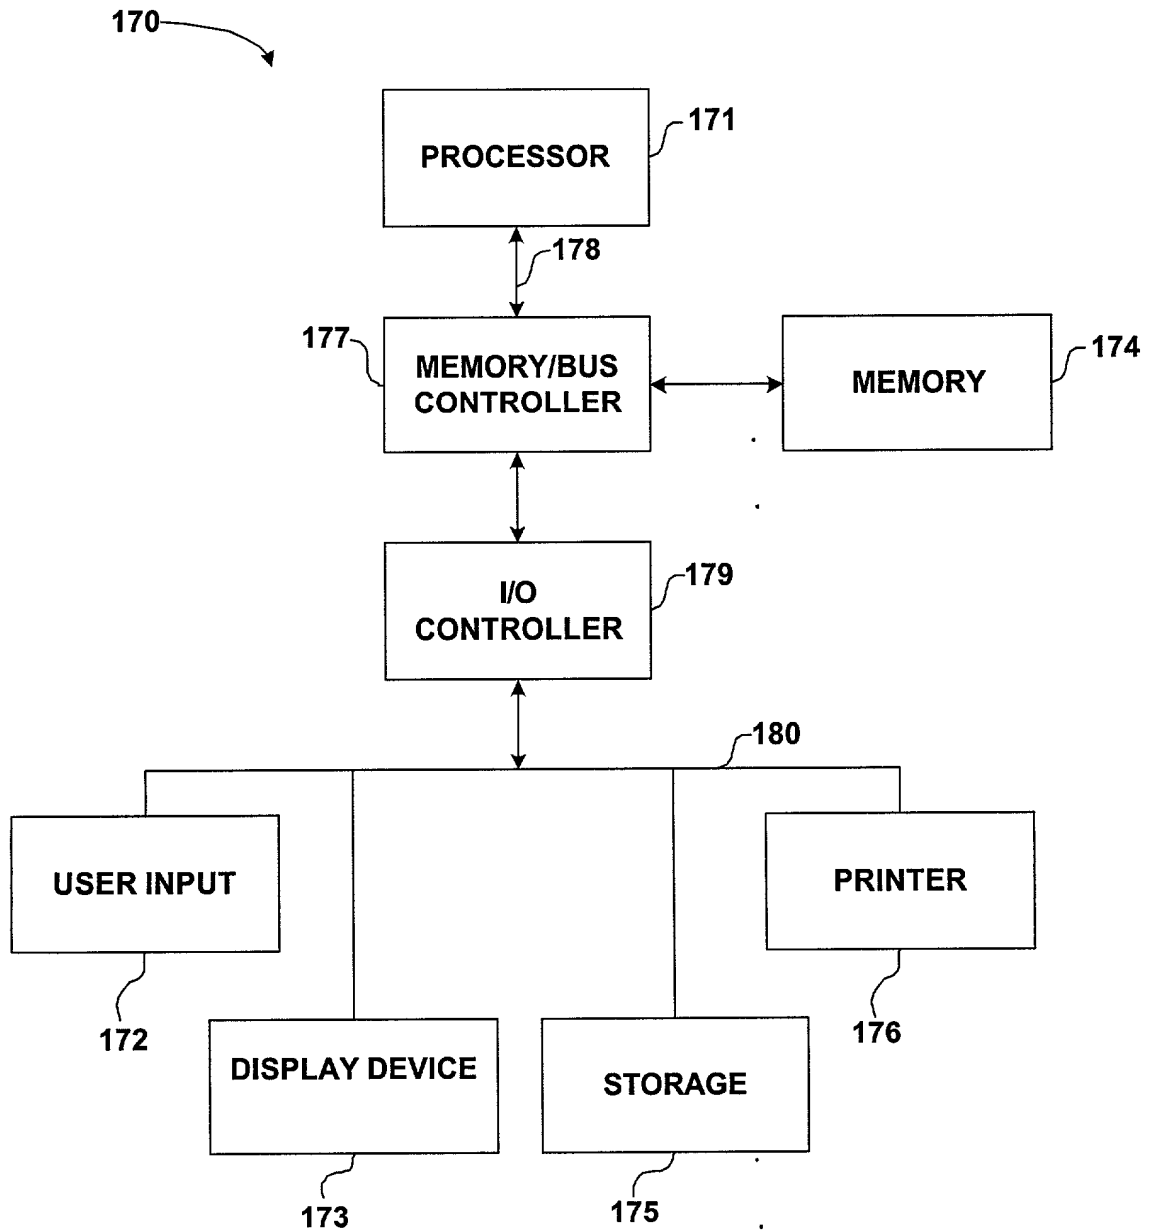 170
PROCESSOR
171
178
177
MEMORY/BUS
CONTROLLER
MEMORY
174
I/O
CONTROLLER
179
180
USER INPUT
PRINTER
172
176
DISPLAY DEVICE
STORAGE
173
175